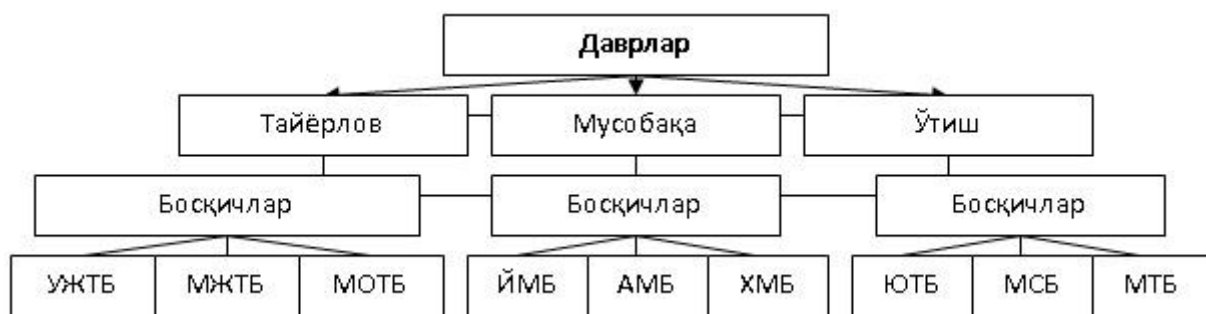 Даврлар
Тайёрлов Мусобақа Ўтиш
Босқичлар Босқичлар Босқичлар
УЖТБ МЖТБ МОТБ ЙМБ АМБ ХМБ ЮТБ МСБ МТБ